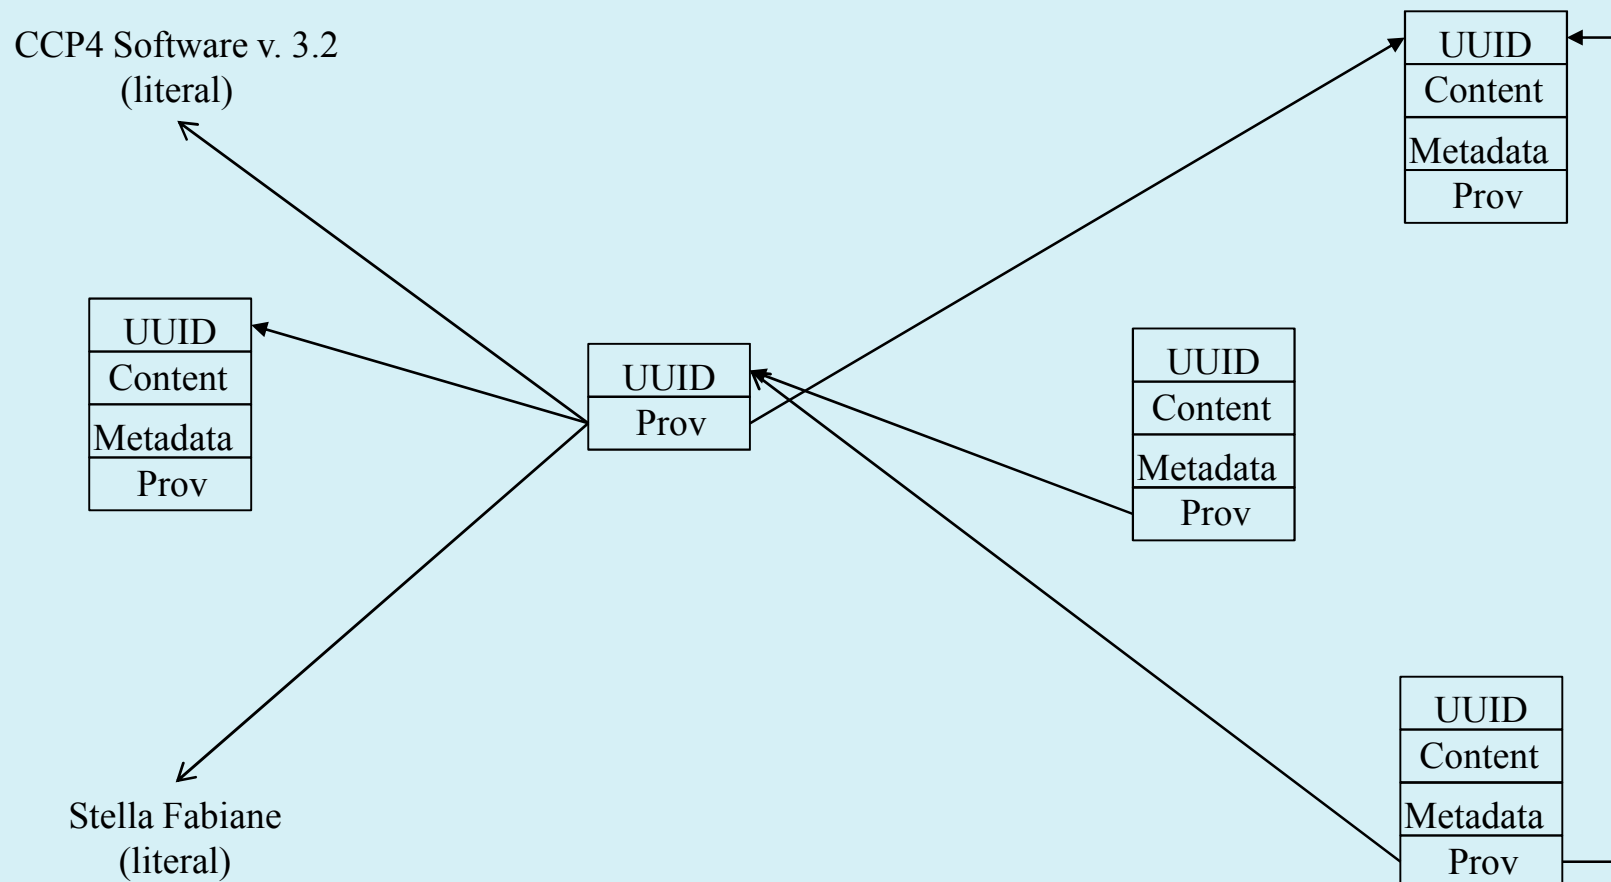 CCP4 Software v. 3.2
(literal)
UUID
Content
Metadata
Prov
UUID
Content
Metadata
Prov
UUID
Prov
UUID
Content
Metadata
Prov
Stella Fabiane
(literal)
UUID
Content
Metadata
Prov